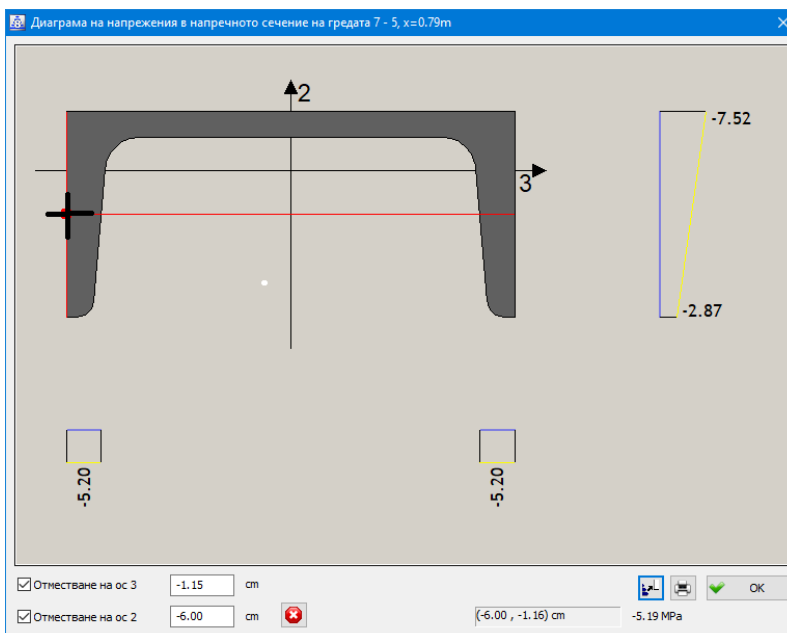 Диаграма на напрежения в напречното сечение на гредата 7 - 5, x=0.79m
2
-7.52
3
-2.87
-5.20
-5.20
Отместване на ос 3 -1.15 cm
OK
Отместване на ос 2 -6.00 cm
(-6.00 , -1.16) cm
-5.19 MPa